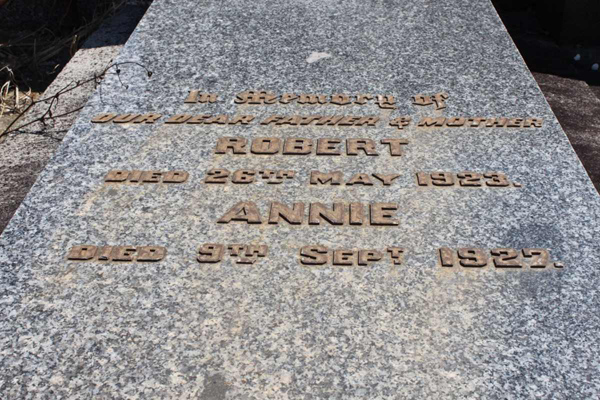 In Memory of
OUR DEAR FATHER & MOTHER
ROBERT
DIED 26TH MAY 1923.
ANNIE
DIED 9TH SEPT 1927.